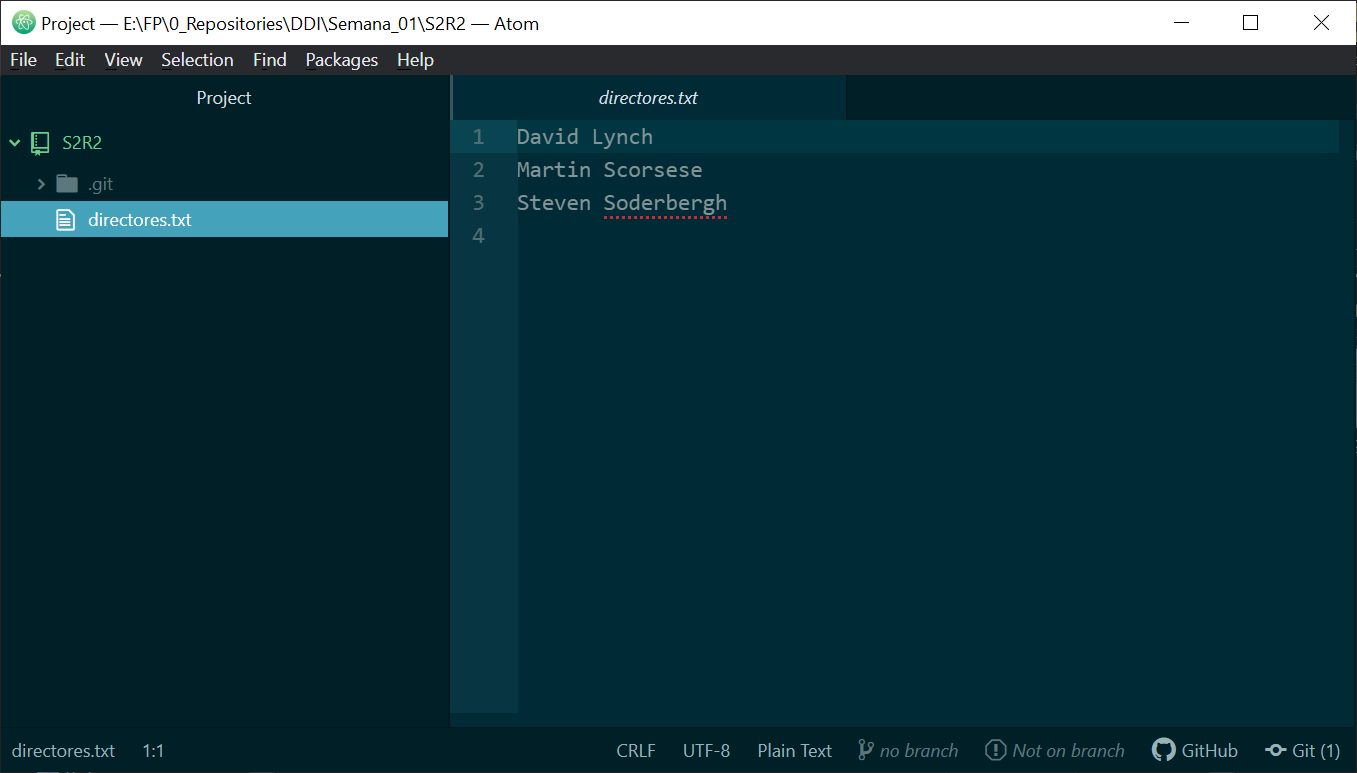 Project — E:\FP\0_Repositories\DDI\Semana_01\S2R2 — Atom
File Edit View Selection Find Packages Help
Project
directores.txt
S2R2
.git
directores.txt
1 David Lynch
2 Martin Scorsese
3 Steven Soderbergh
4
directores.txt 1:1 CRLF UTF-8 Plain Text no branch Not on branch GitHub Git (1)